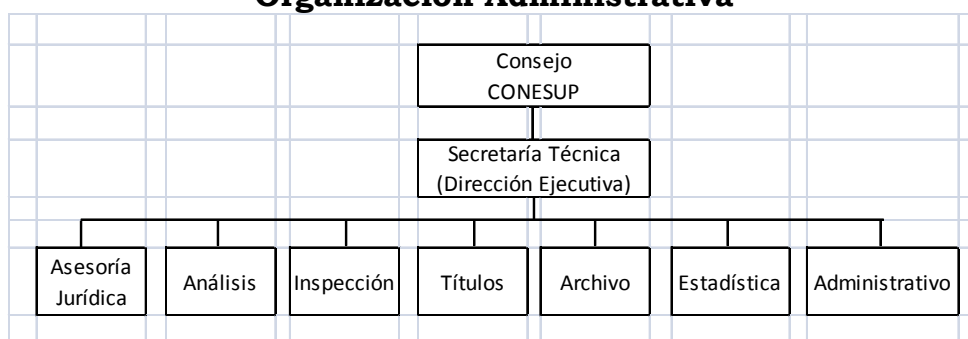 Organización Administrativa
Consejo
CONESUP
Secretaría Técnica
(Dirección Ejecutiva)
Asesoría
Jurídica
Análisis
Inspección
Títulos
Archivo
Estadística
Administrativo